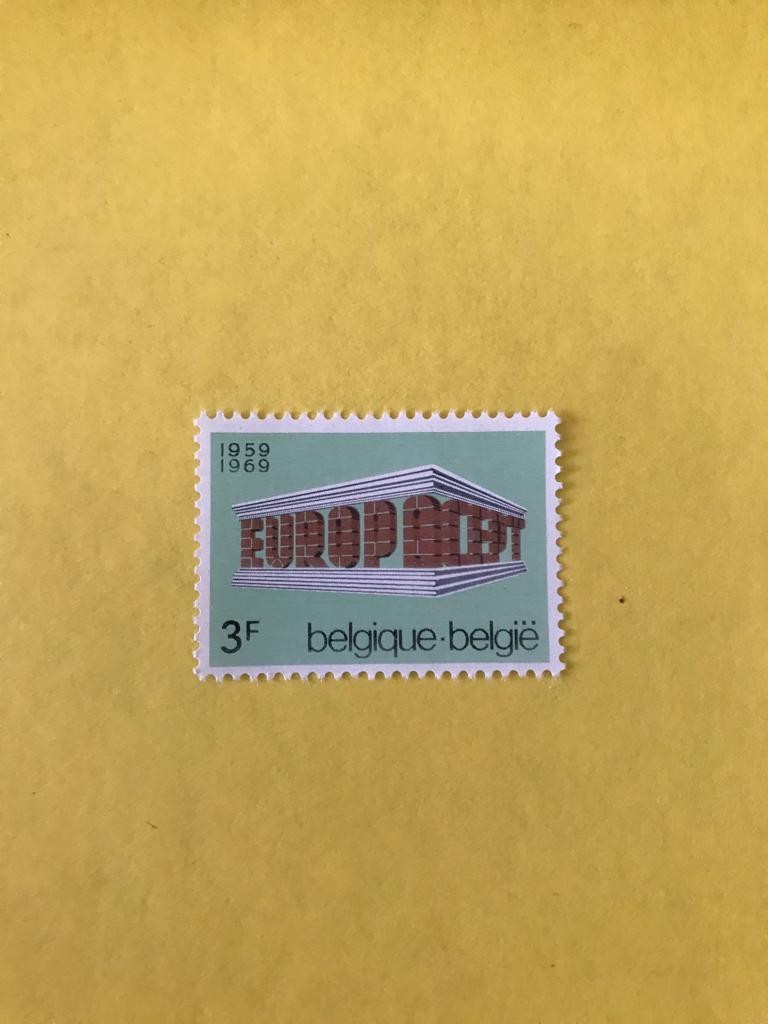 1959
1969
EUROPA CEPT
3F
belgique·belgië